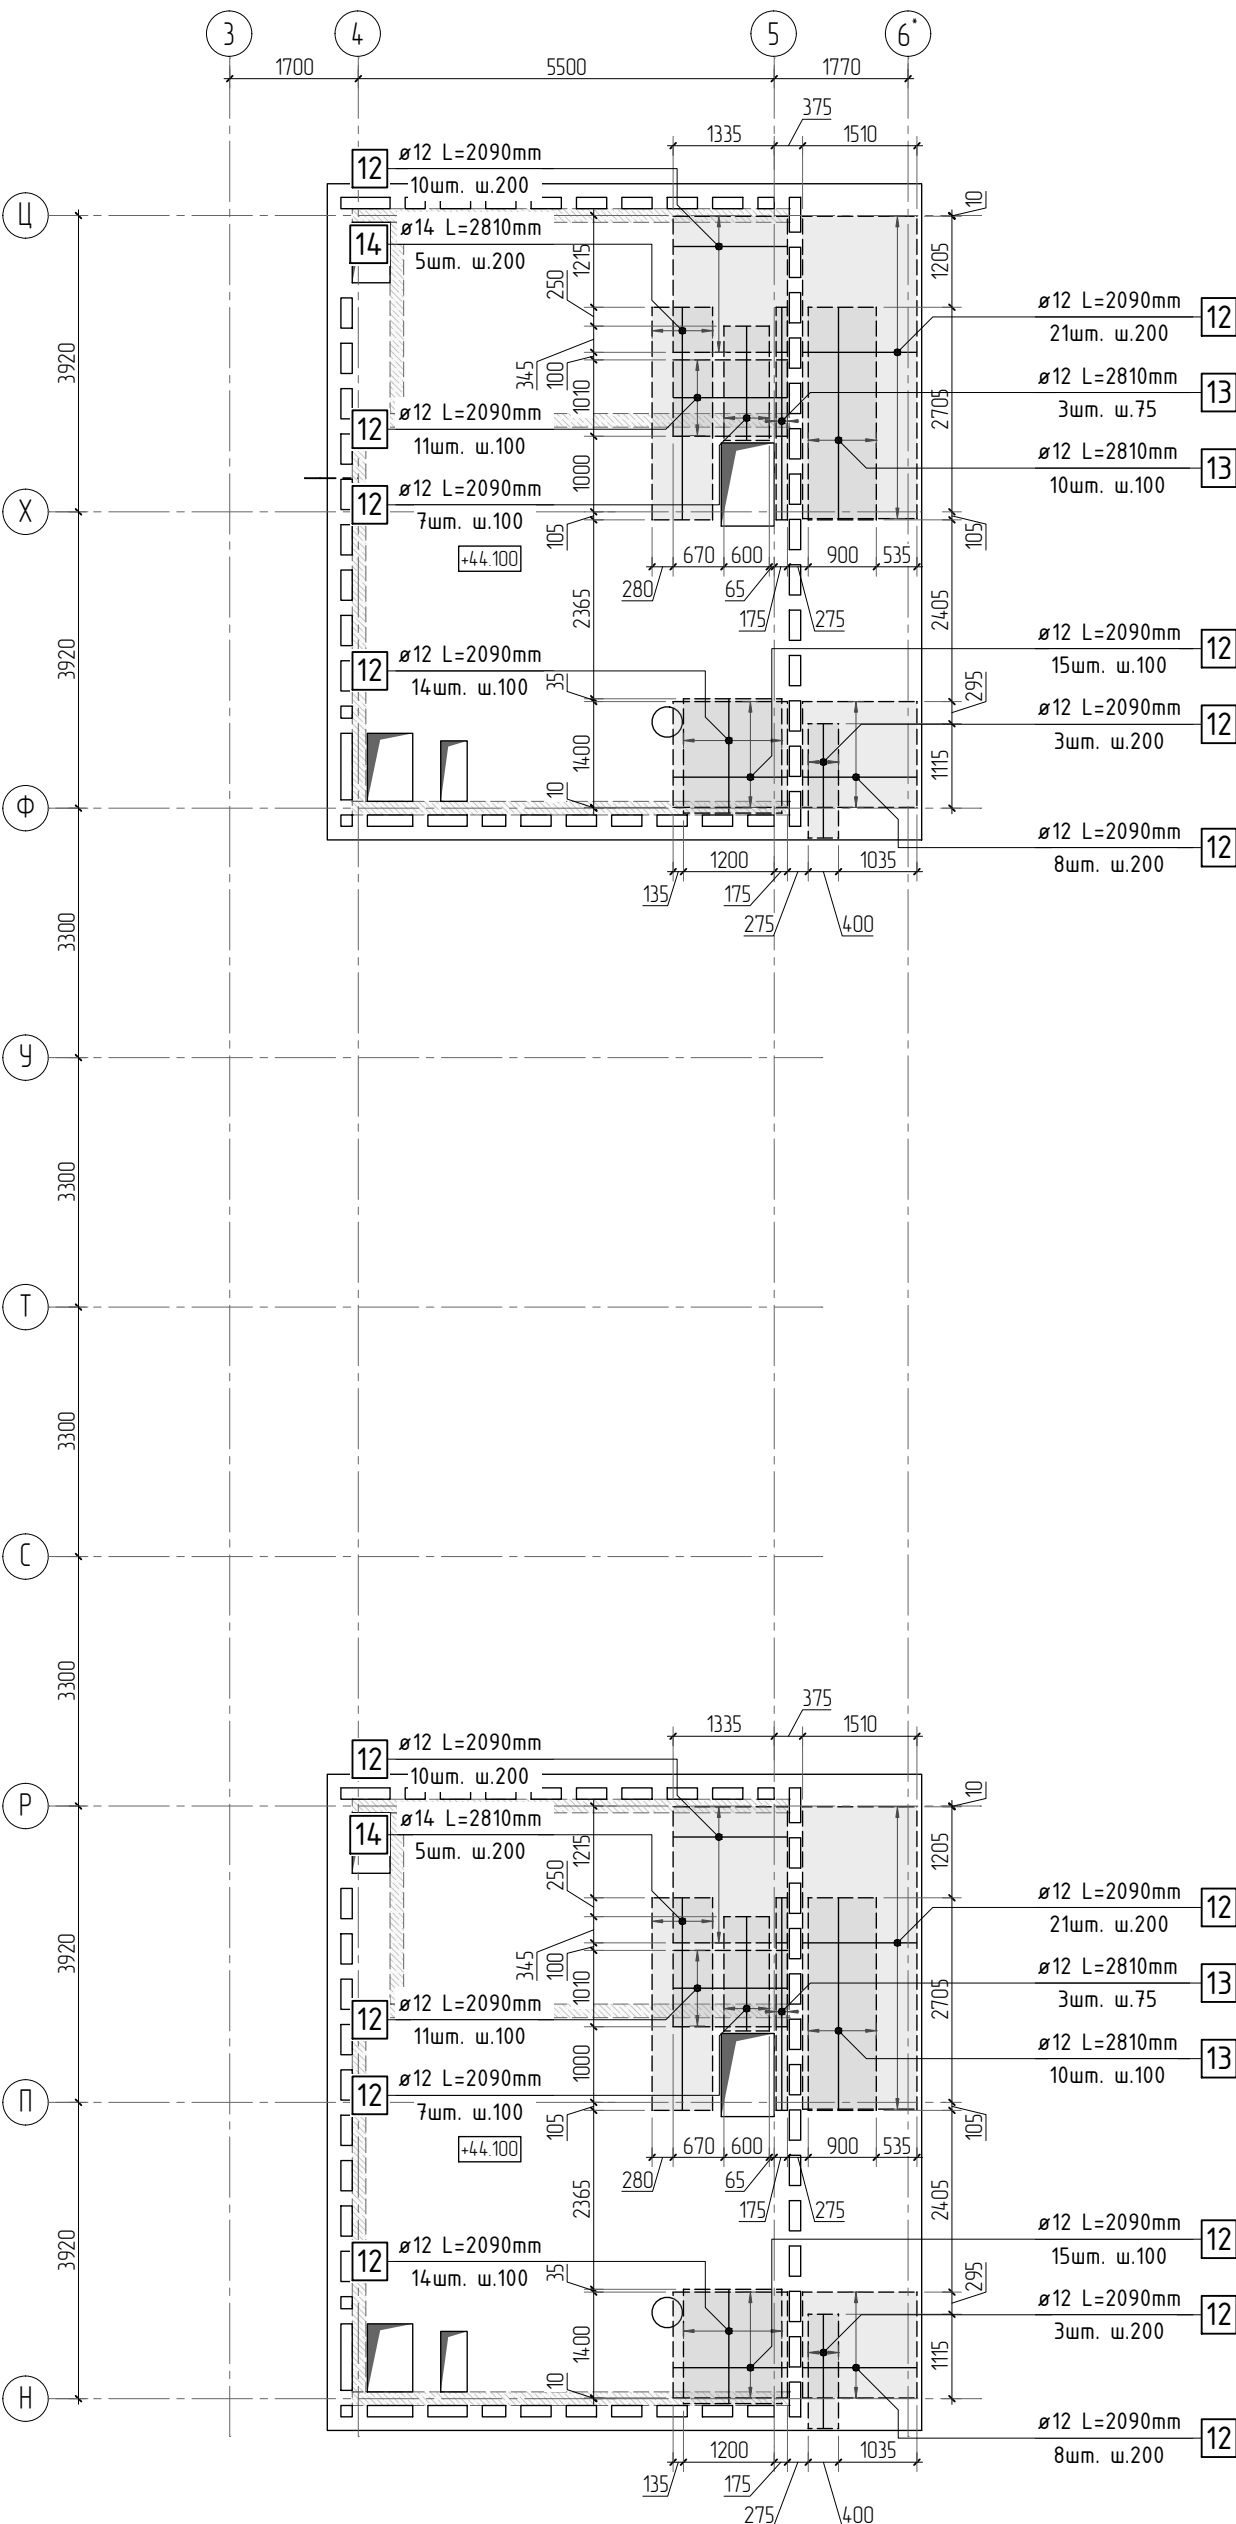 3 4 5 6*
1700 5500 1770
375
1335 1510
12 ø12 L=2090mm
10шт. ш.200
10
Ц
14 ø14 L=2810mm
5шт. ш.200
1215 1205
250
ø12 L=2090mm 12
21шт. ш.200
3920
345 100
ø12 L=2810mm 13
3шт. ш.75
1010 2705
12 ø12 L=2090mm
11шт. ш.100
ø12 L=2810mm 13
10шт. ш.100
1000
12 ø12 L=2090mm
7шт. ш.100
Х
105 105
+44.100
670 600 900 535
280 65
175 275
2365 2405
3920
ø12 L=2090mm 12
15шт. ш.100
12 ø12 L=2090mm
14шт. ш.100
35 295
ø12 L=2090mm 12
3шт. ш.200
1400 1115
10
Ф
ø12 L=2090mm 12
8шт. ш.200
1200 1035
135 175
275 400
3300
У
3300
Т
3300
С
3300
375
1335 1510
12 ø12 L=2090mm
10шт. ш.200
10
Р
14 ø14 L=2810mm
5шт. ш.200
1215 1205
250
ø12 L=2090mm 12
21шт. ш.200
3920
345 100
ø12 L=2810mm 13
3шт. ш.75
1010 2705
12 ø12 L=2090mm
11шт. ш.100
ø12 L=2810mm 13
10шт. ш.100
1000
12 ø12 L=2090mm
7шт. ш.100
П
105 105
+44.100
670 600 900 535
280 65
175 275
2365 2405
3920
ø12 L=2090mm 12
15шт. ш.100
12 ø12 L=2090mm
14шт. ш.100
35 295
ø12 L=2090mm 12
3шт. ш.200
1400 1115
10
Н
ø12 L=2090mm 12
8шт. ш.200
1200 1035
135 175
275 400